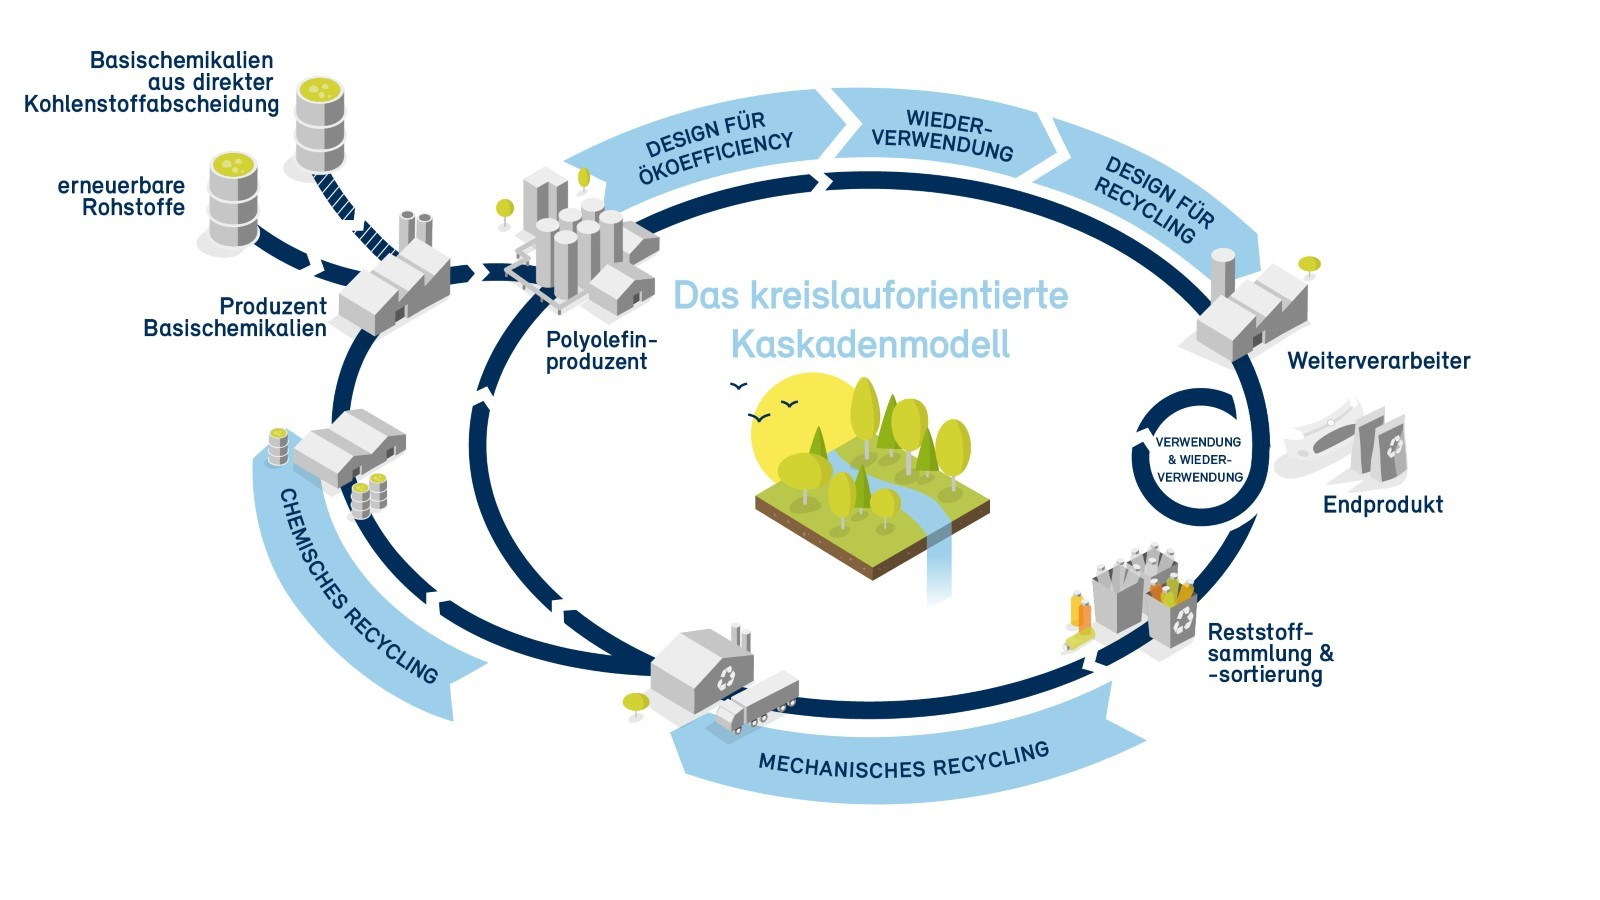 Basischemikalien
aus direkter
Kohlenstoffabscheidung
erneuerbare
Rohstoffe
Produzent
Basischemikalien
Polyolefin-
produzent
DESIGN FÜR
ÖKOEFFICIENCY
WIEDER-
VERWENDUNG
DESIGN FÜR
RECYCLING
Das kreislauforientierte
Kaskadenmodell
Weiterverarbeiter
VERWENDUNG
& WIEDER-
VERWENDUNG
Endprodukt
Reststoff-
sammlung &
-sortierung
MECHANISCHES RECYCLING
CHEMISCHES RECYCLING